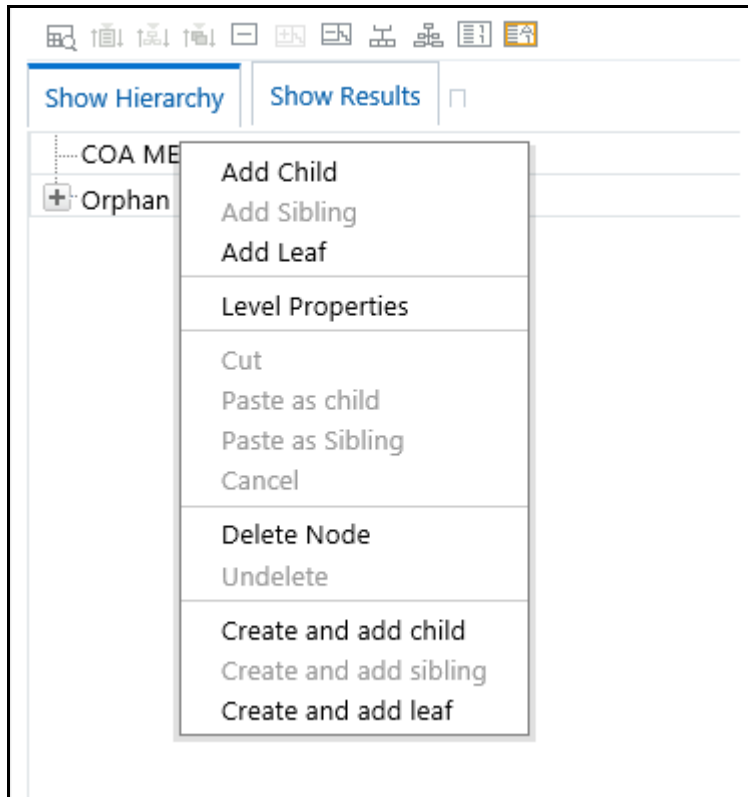 Show Hierarchy Show Results
COA ME
Orphan
Add Child
Add Sibling
Add Leaf
Level Properties
Cut
Paste as child
Paste as Sibling
Cancel
Delete Node
Undelete
Create and add child
Create and add sibling
Create and add leaf